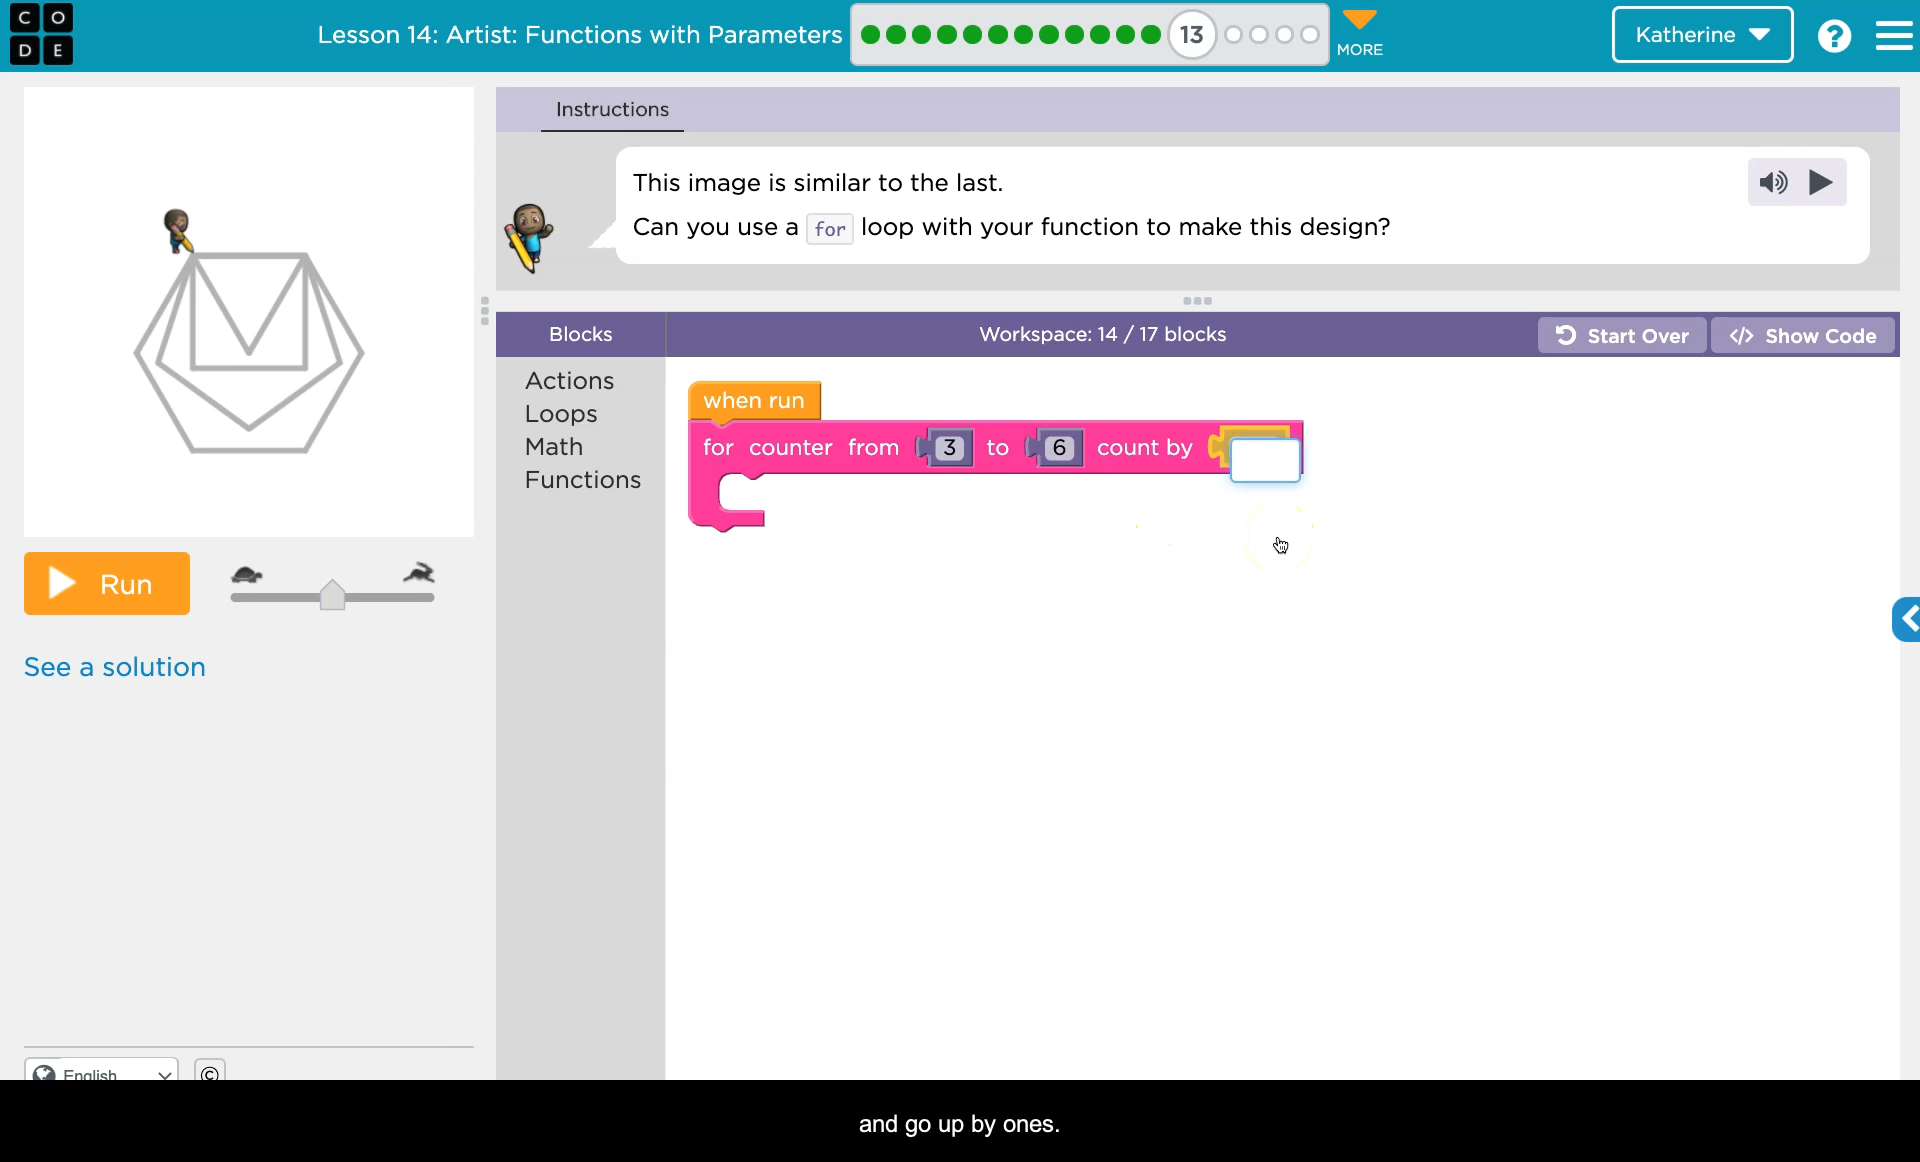 C O
D E
Lesson 14: Artist: Functions with Parameters
13
MORE
Katherine
?
Instructions
This image is similar to the last.
Can you use a for loop with your function to make this design?
Blocks
Workspace: 14 / 17 blocks
Start Over
</> Show Code
Actions
Loops
Math
Functions
when run
for counter from 3 to 6 count by
Run
See a solution
English
©
and go up by ones.